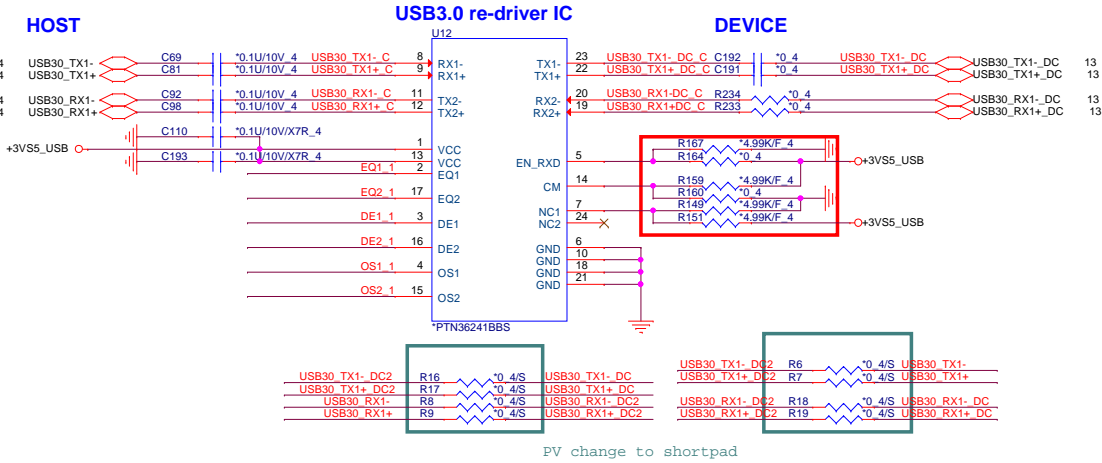 USB3.0 re-driver IC
HOST
DEVICE
U12
4 USB30_TX1- C69 *0.1U/10V_4 USB30_TX1-_C 8 RX1- TX1- 23 USB30_TX1-_DC_C C192 *0_4 USB30_TX1-_DC USB30_TX1-_DC 13
4 USB30_TX1+ C81 *0.1U/10V_4 USB30_TX1+_C 9 RX1+ TX1+ 22 USB30_TX1+_DC_C C191 *0_4 USB30_TX1+_DC USB30_TX1+_DC 13
4 USB30_RX1- C92 *0.1U/10V_4 USB30_RX1-_C 11 TX2- RX2- 20 USB30_RX1-DC_C R234 *0_4 USB30_RX1-_DC 13
4 USB30_RX1+ C98 *0.1U/10V_4 USB30_RX1+_C 12 TX2+ RX2+ 19 USB30_RX1+DC_C R233 *0_4 USB30_RX1+_DC 13
C110 *0.1U/10V/X7R_4
+3VS5_USB 1 VCC
C193 *0.1U/10V/X7R_4 13 VCC
R167 *4.99K/F_4
EN_RXD 5 R164 *0_4 +3VS5_USB
EQ1_1 2 EQ1
CM 14 R159 *4.99K/F_4
R160 *0_4
EQ2_1 17 EQ2
NC1 7 R149 *4.99K/F_4
NC2 24 R151 *4.99K/F_4 +3VS5_USB
DE1_1 3 DE1
DE2_1 16 DE2
GND 6
GND 10
OS1_1 4 OS1
GND 18
GND 21
OS2_1 15 OS2
*PTN36241BBS
USB30_TX1-_DC2 R16 *0_4/S USB30_TX1-_DC
USB30_TX1+_DC2 R17 *0_4/S USB30_TX1+_DC
USB30_RX1- R8 *0_4/S USB30_RX1-_DC2
USB30_RX1+ R9 *0_4/S USB30_RX1+_DC2
USB30_TX1-_DC2 R6 *0_4/S USB30_TX1-
USB30_TX1+_DC2 R7 *0_4/S USB30_TX1+
USB30_RX1-_DC2 R18 *0_4/S USB30_RX1-_DC
USB30_RX1+_DC2 R19 *0_4/S USB30_RX1+_DC
PV change to shortpad